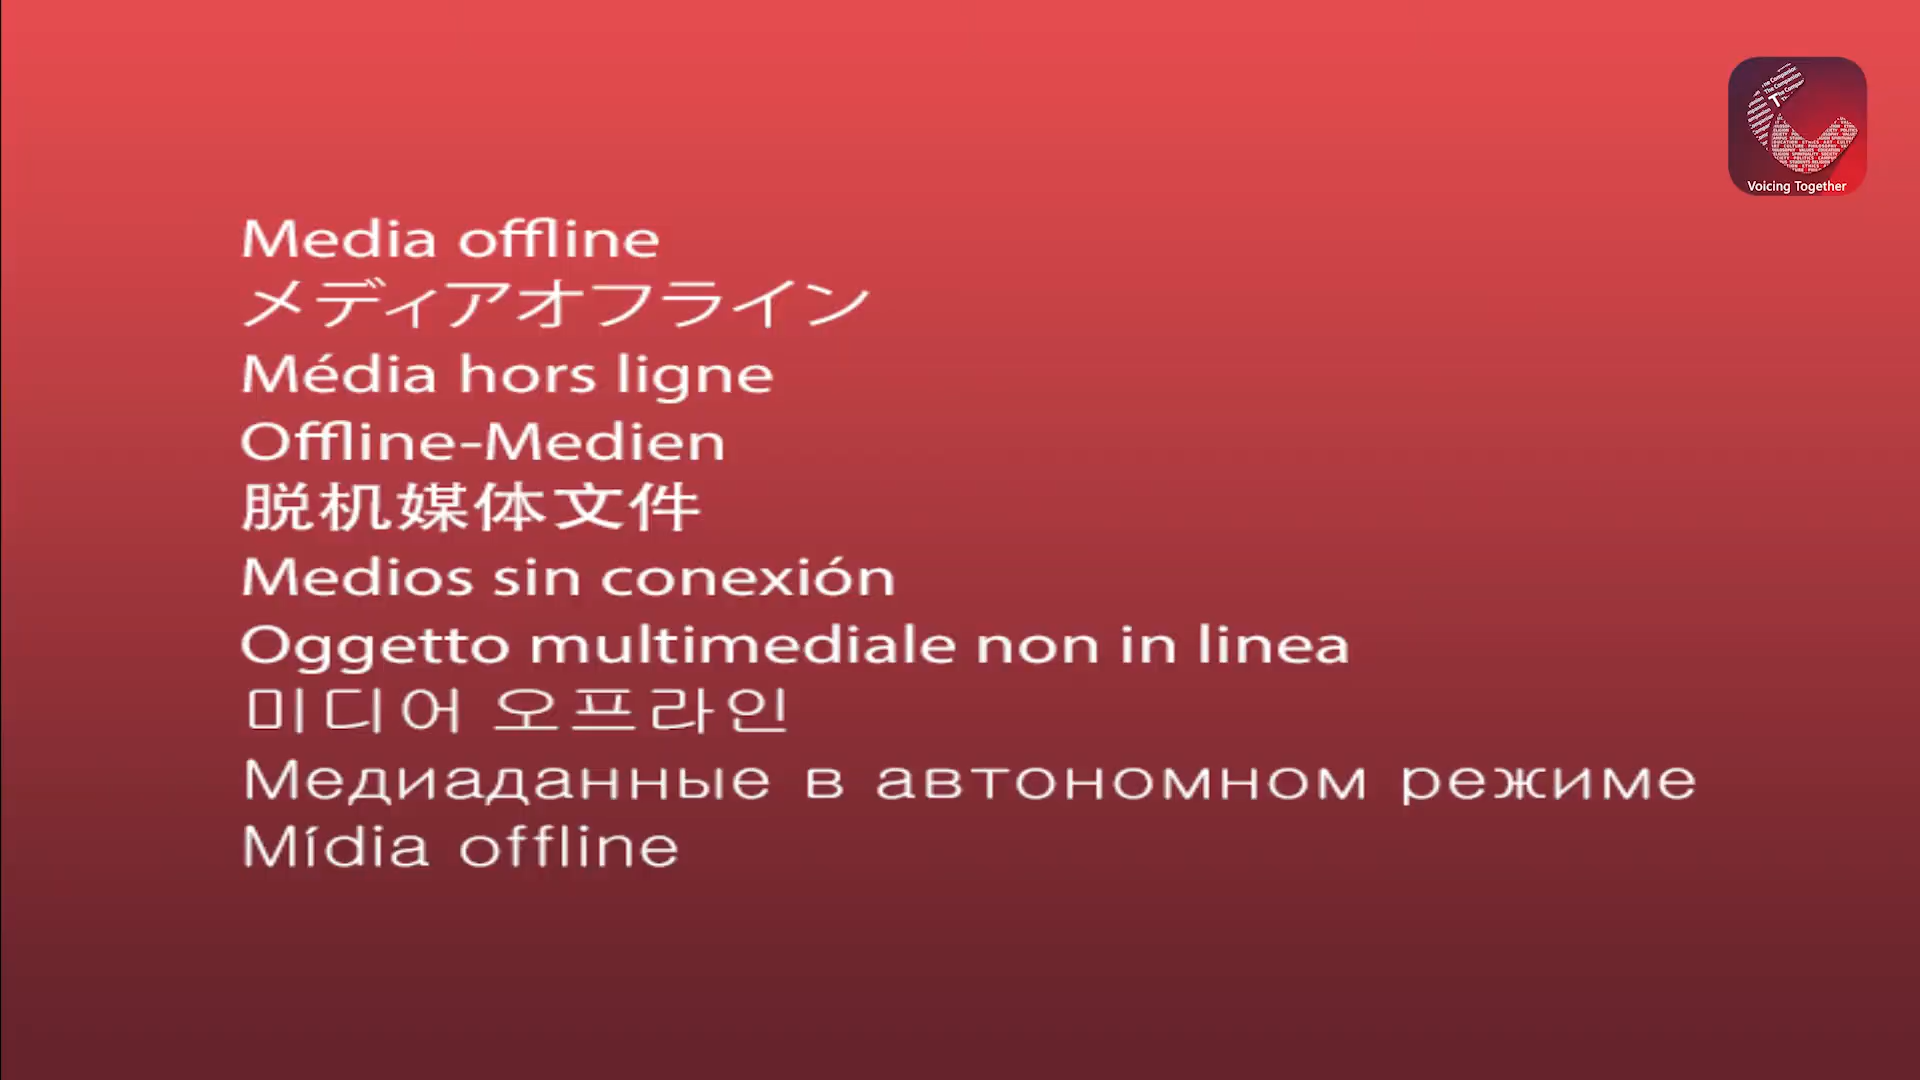 Media offline
メディアオフライン
Média hors ligne
Offline-Medien
脱机媒体文件
Medios sin conexión
Oggetto multimediale non in linea
미디어 오프라인
Медиаданные в автономном режиме
Mídia offline
Voicing Together